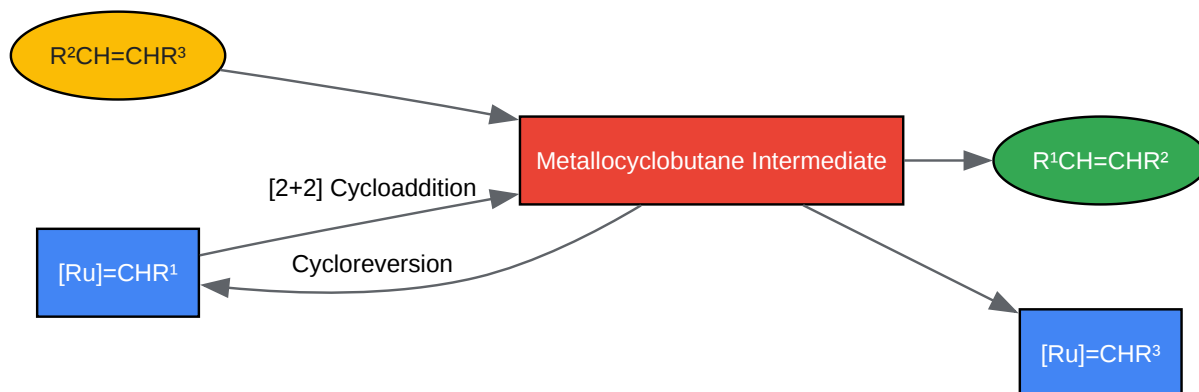 R²CH=CHR³
Metallocyclobutane Intermediate
R¹CH=CHR²
[2+2] Cycloaddition
[Ru]=CHR¹
Cycloreversion
[Ru]=CHR³